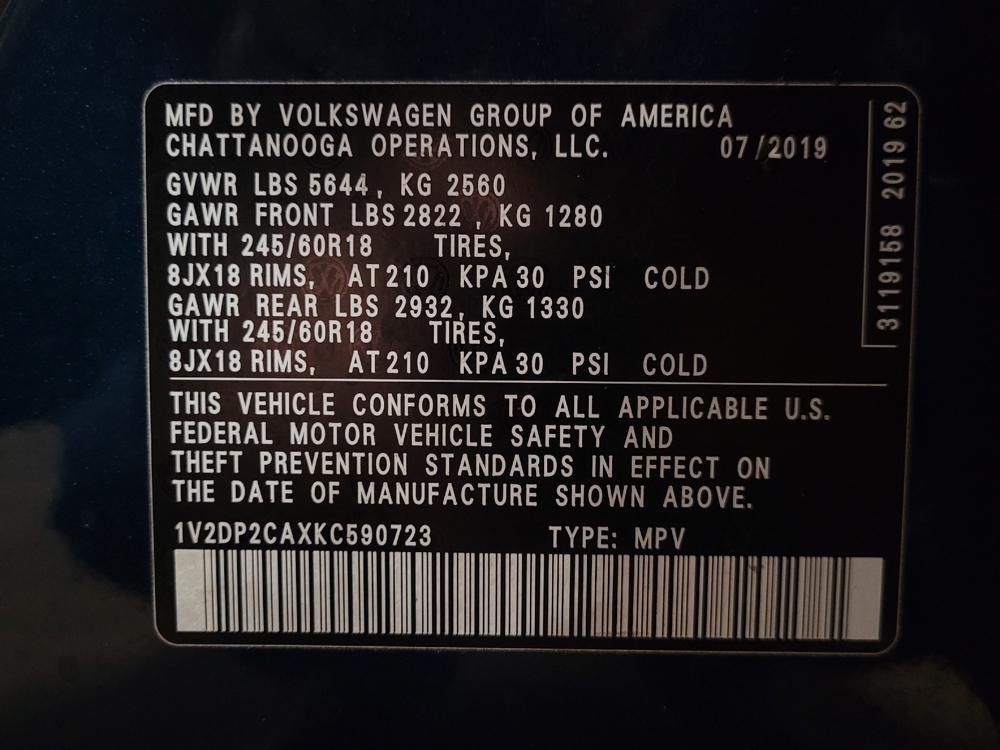 MFD BY VOLKSWAGEN GROUP OF AMERICA
CHATTANOOGA OPERATIONS, LLC. 07/2019
GVWR LBS 5644, KG 2560
GAWR FRONT LBS 2822 , KG 1280
WITH 245/60R18 TIRES,
8JX18 RIMS, AT 210 KPA 30 PSI COLD
GAWR REAR LBS 2932, KG 1330
WITH 245/60R18 TIRES,
8JX18 RIMS, AT 210 KPA 30 PSI COLD
THIS VEHICLE CONFORMS TO ALL APPLICABLE U.S.
FEDERAL MOTOR VEHICLE SAFETY AND
THEFT PREVENTION STANDARDS IN EFFECT ON
THE DATE OF MANUFACTURE SHOWN ABOVE.
1V2DP2CAXKC590723 TYPE: MPV
3119158 2019 62